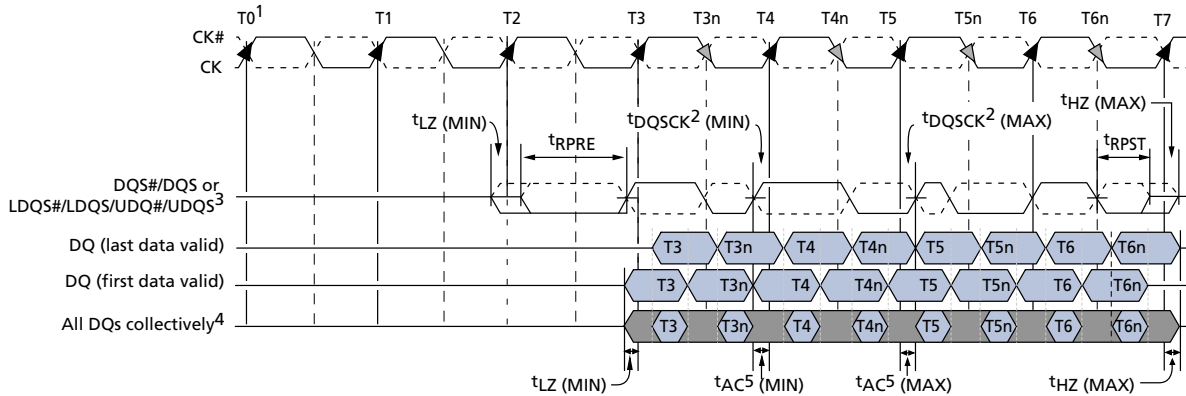 T0¹ T1 T2 T3 T3n T4 T4n T5 T5n T6 T6n T7
CK#
CK
tHZ (MAX)
tLZ (MIN) tDQSCK² (MIN) tDQSCK² (MAX)
tRPRE tRPST
DQS#/DQS or
LDQS#/LDQS/UDQ#/UDQS³
DQ (last data valid) T3 T3n T4 T4n T5 T5n T6 T6n
DQ (first data valid) T3 T3n T4 T4n T5 T5n T6 T6n
All DQs collectively⁴ T3 T3n T4 T4n T5 T5n T6 T6n
tLZ (MIN) tAC⁵ (MIN) tAC⁵ (MAX) tHZ (MAX)